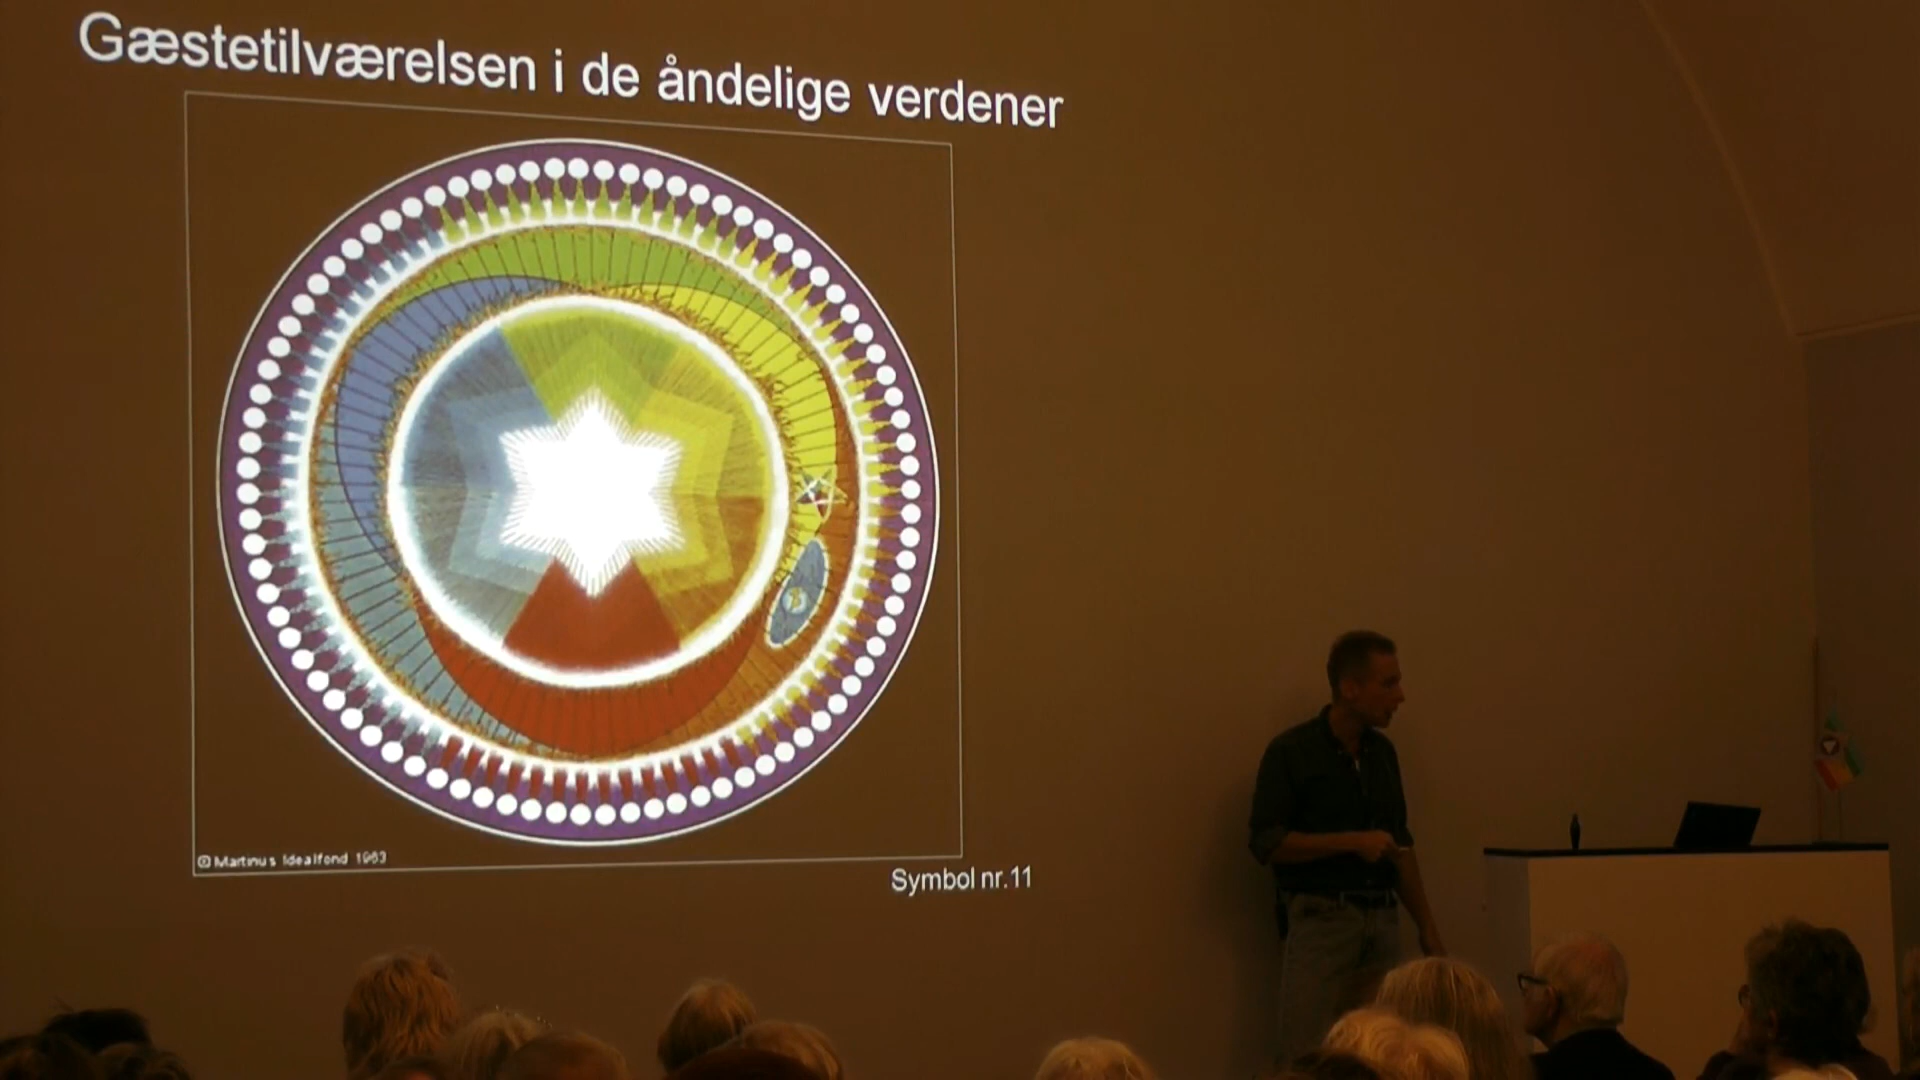 Gæstetilværelsen i de åndelige verdener
© Martinus Idealfond 1963
Symbol nr.11